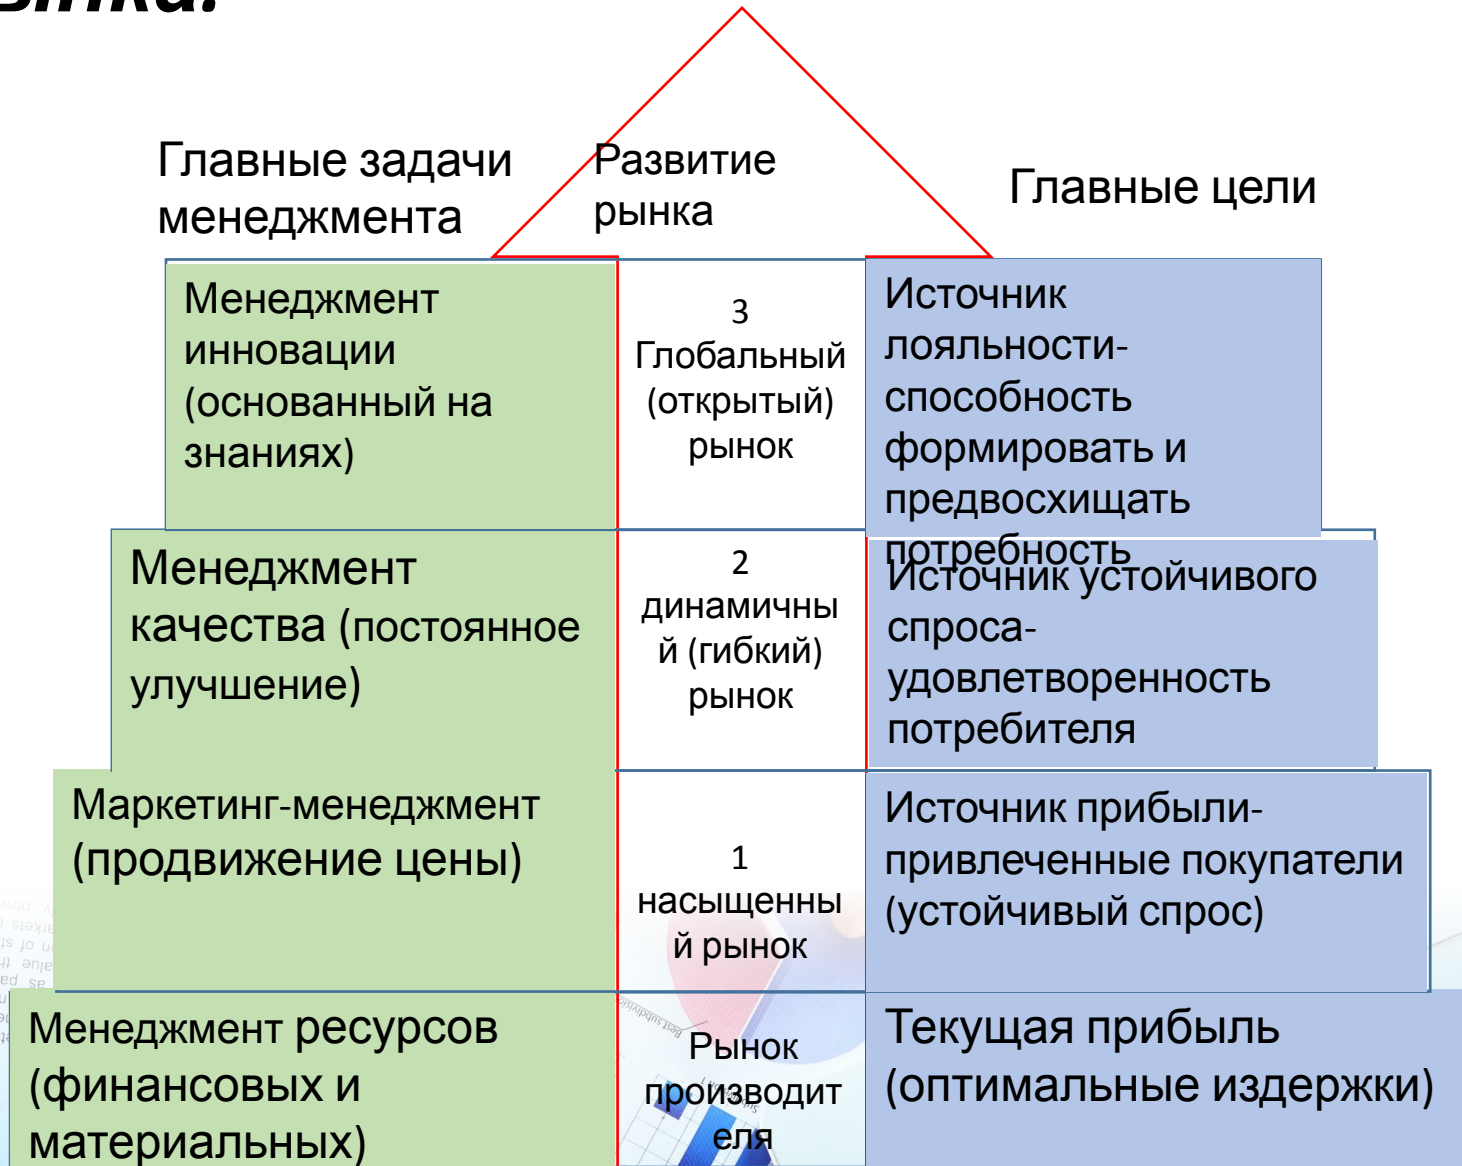 Главные задачи
менеджмента
Развитие
рынка
Главные цели
Менеджмент
инновации
(основанный на
знаниях)
3
Глобальный
(открытый)
рынок
Источник
лояльности-
способность
формировать и
предвосхищать
потребность
Менеджмент
качества (постоянное
улучшение)
2
динамичны
й (гибкий)
рынок
Источник устойчивого
спроса-
удовлетворенность
потребителя
Маркетинг-менеджмент
(продвижение цены)
1
насыщенны
й рынок
Источник прибыли-
привлеченные покупатели
(устойчивый спрос)
Менеджмент ресурсов
(финансовых и
материальных)
Рынок
производит
еля
Текущая прибыль
(оптимальные издержки)
Best subdivision